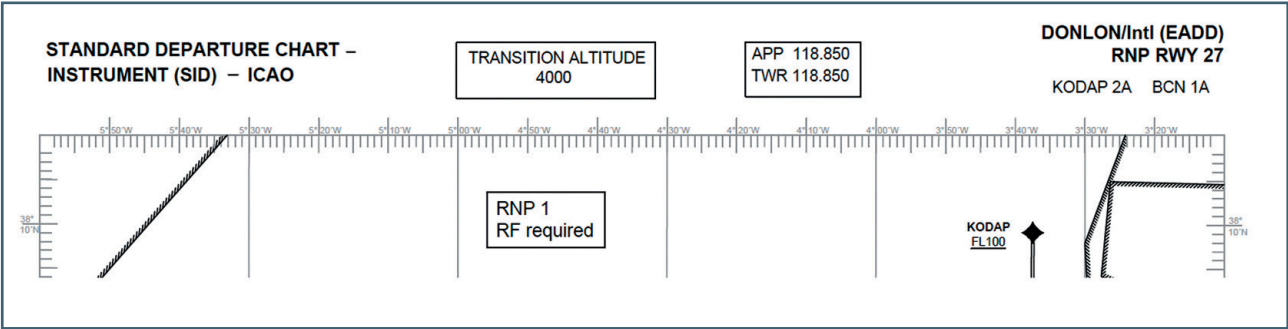 STANDARD DEPARTURE CHART –
INSTRUMENT (SID) – ICAO
TRANSITION ALTITUDE
4000
APP 118.850
TWR 118.850
DONLON/Intl (EADD)
RNP RWY 27
KODAP 2A BCN 1A
5°50'W 5°40'W 5°30'W 5°20'W 5°10'W 5°00'W 4°50'W 4°40'W 4°30'W 4°20'W 4°10'W 4°00'W 3°50'W 3°40'W 3°30'W 3°20'W
RNP 1
RF required
38°
10'N
KODAP
FL100
38°
10'N